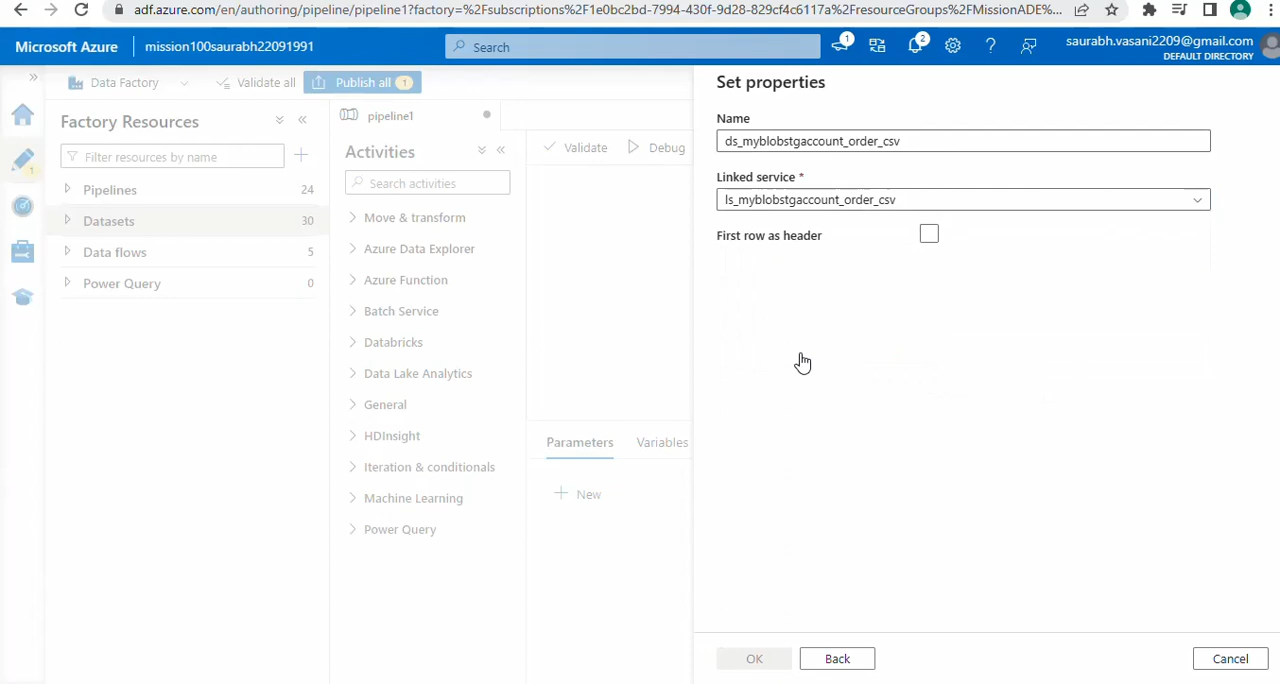 adf.azure.com/en/authoring/pipeline/pipeline1?factory=%2Fsubscriptions%2F1e0bc2bd-7994-430f-9d28-829cf4c6117a%2FresourceGroups%2FMissionADE%...
Microsoft Azure
mission100saurabh22091991
Search
1
2
saurabh.vasani2209@gmail.com
DEFAULT DIRECTORY
Data Factory
Validate all
Publish all 1
Factory Resources
Filter resources by name
Pipelines 24
Datasets 30
Data flows 5
Power Query 0
1
pipeline1
Activities
Search activities
Move & transform
Azure Data Explorer
Azure Function
Batch Service
Databricks
Data Lake Analytics
General
HDInsight
Iteration & conditionals
Machine Learning
Power Query
Validate
Debug
Parameters
Variables
New
Set properties
Name
ds_myblobstgaccount_order_csv
Linked service *
ls_myblobstgaccount_order_csv
First row as header
OK
Back
Cancel